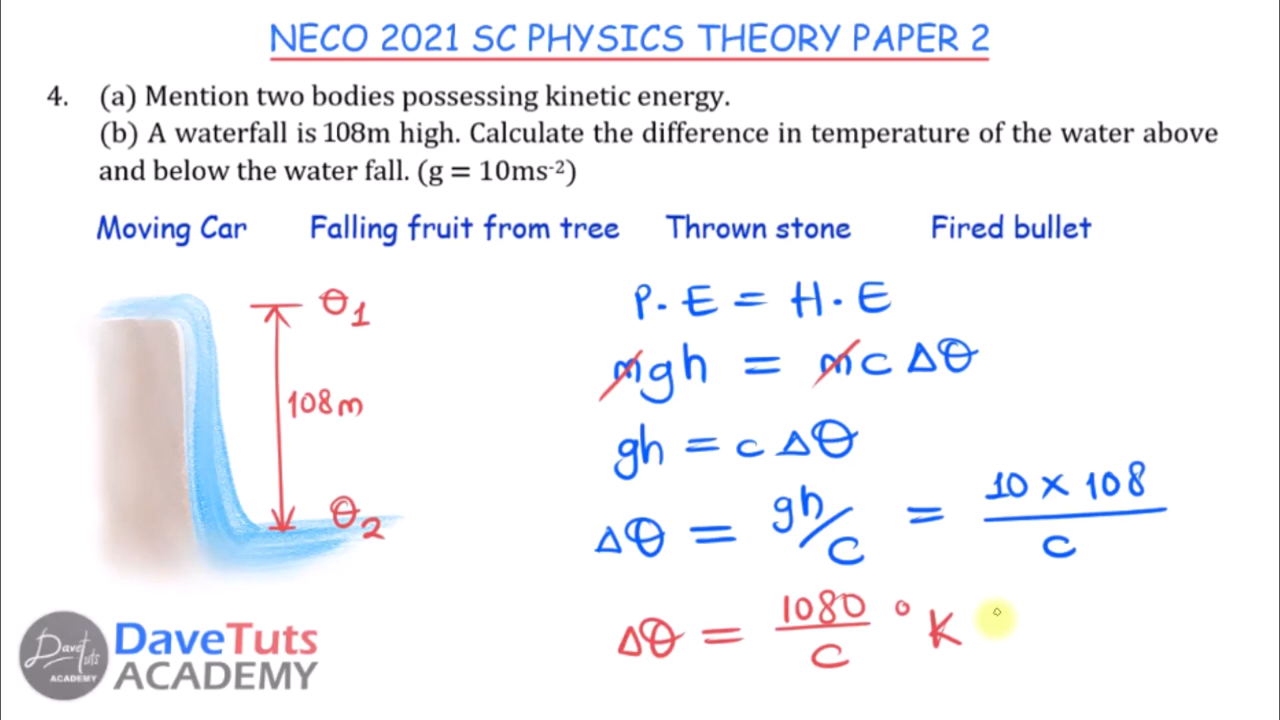 NECO 2021 SC PHYSICS THEORY PAPER 2
4. (a) Mention two bodies possessing kinetic energy.
(b) A waterfall is 108m high. Calculate the difference in temperature of the water above
and below the water fall. (g = 10ms⁻²)
Moving Car Falling fruit from tree Thrown stone Fired bullet
θ₁
108m
θ₂
P.E = H.E
mgh = mcΔθ
gh = cΔθ
Δθ = gh/c = 10 × 108 / c
Δθ = 1080/c °K
DaveTuts
ACADEMY
DaveTuts
ACADEMY